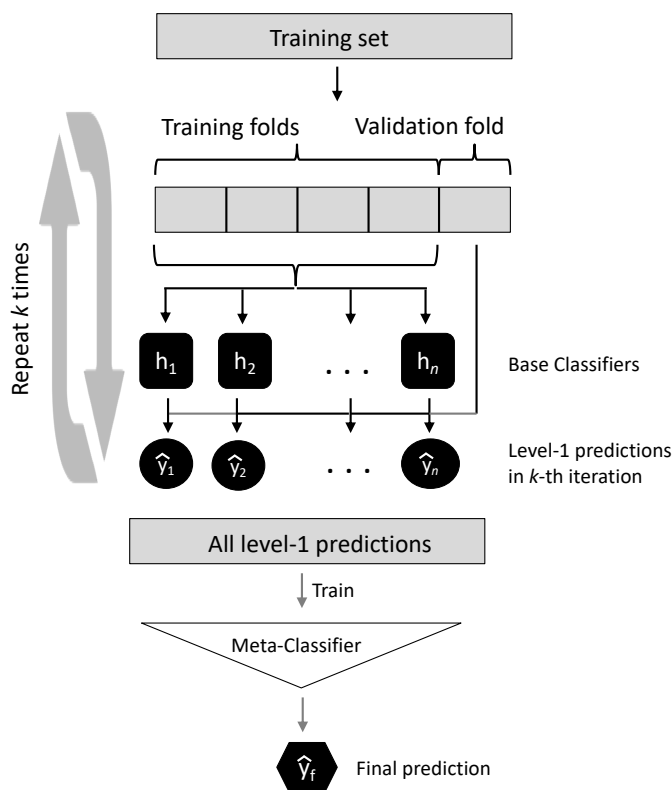 Training set
Training folds
Validation fold
Repeat k times
h1
h2
. . .
hn
Base Classifiers
ŷ1
ŷ2
. . .
ŷn
Level-1 predictions
in k-th iteration
All level-1 predictions
Train
Meta-Classifier
ŷf
Final prediction